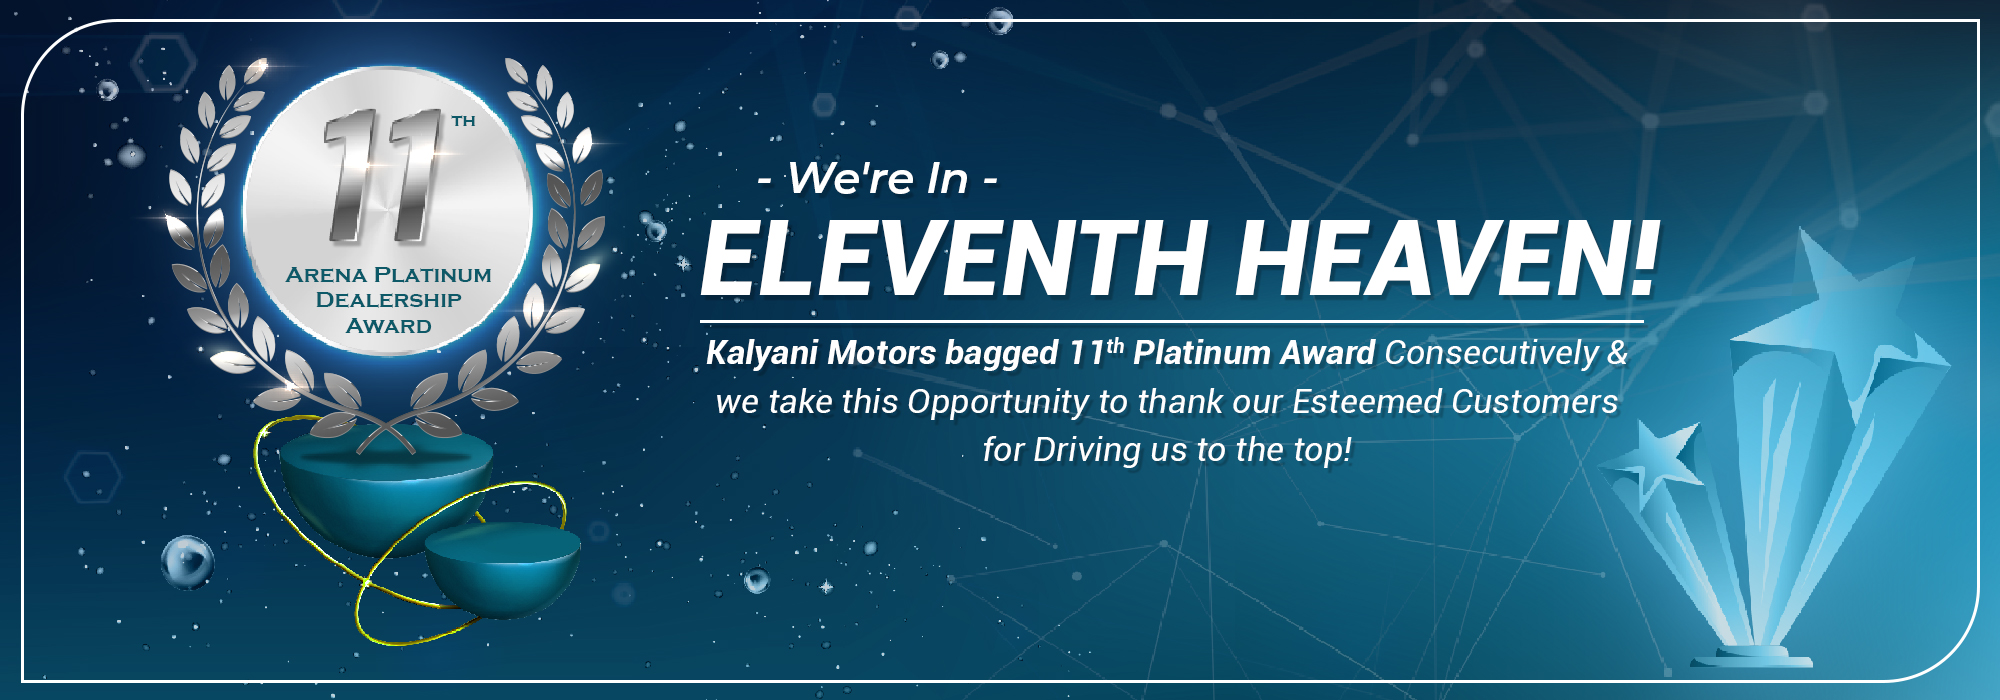 11TH
ARENA PLATINUM
DEALERSHIP
AWARD
- We're In -
ELEVENTH HEAVEN!
Kalyani Motors bagged 11th Platinum Award Consecutively &
we take this Opportunity to thank our Esteemed Customers
for Driving us to the top!